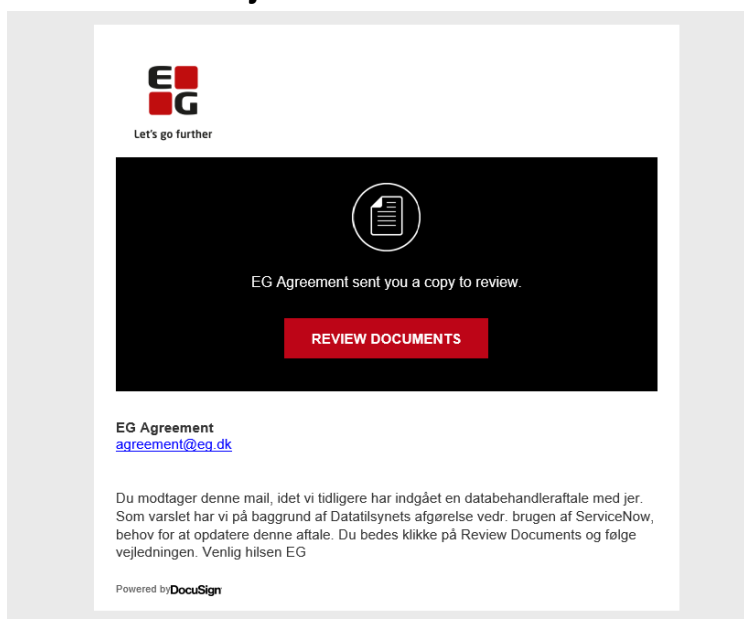 EG
Let's go further
EG Agreement sent you a copy to review.
REVIEW DOCUMENTS
EG Agreement
agreement@eg.dk
Du modtager denne mail, idet vi tidligere har indgået en databehandleraftale med jer.
Som varslet har vi på baggrund af Datatilsynets afgørelse vedr. brugen af ServiceNow,
behov for at opdatere denne aftale. Du bedes klikke på Review Documents og følge
vejledningen. Venlig hilsen EG
Powered by DocuSign